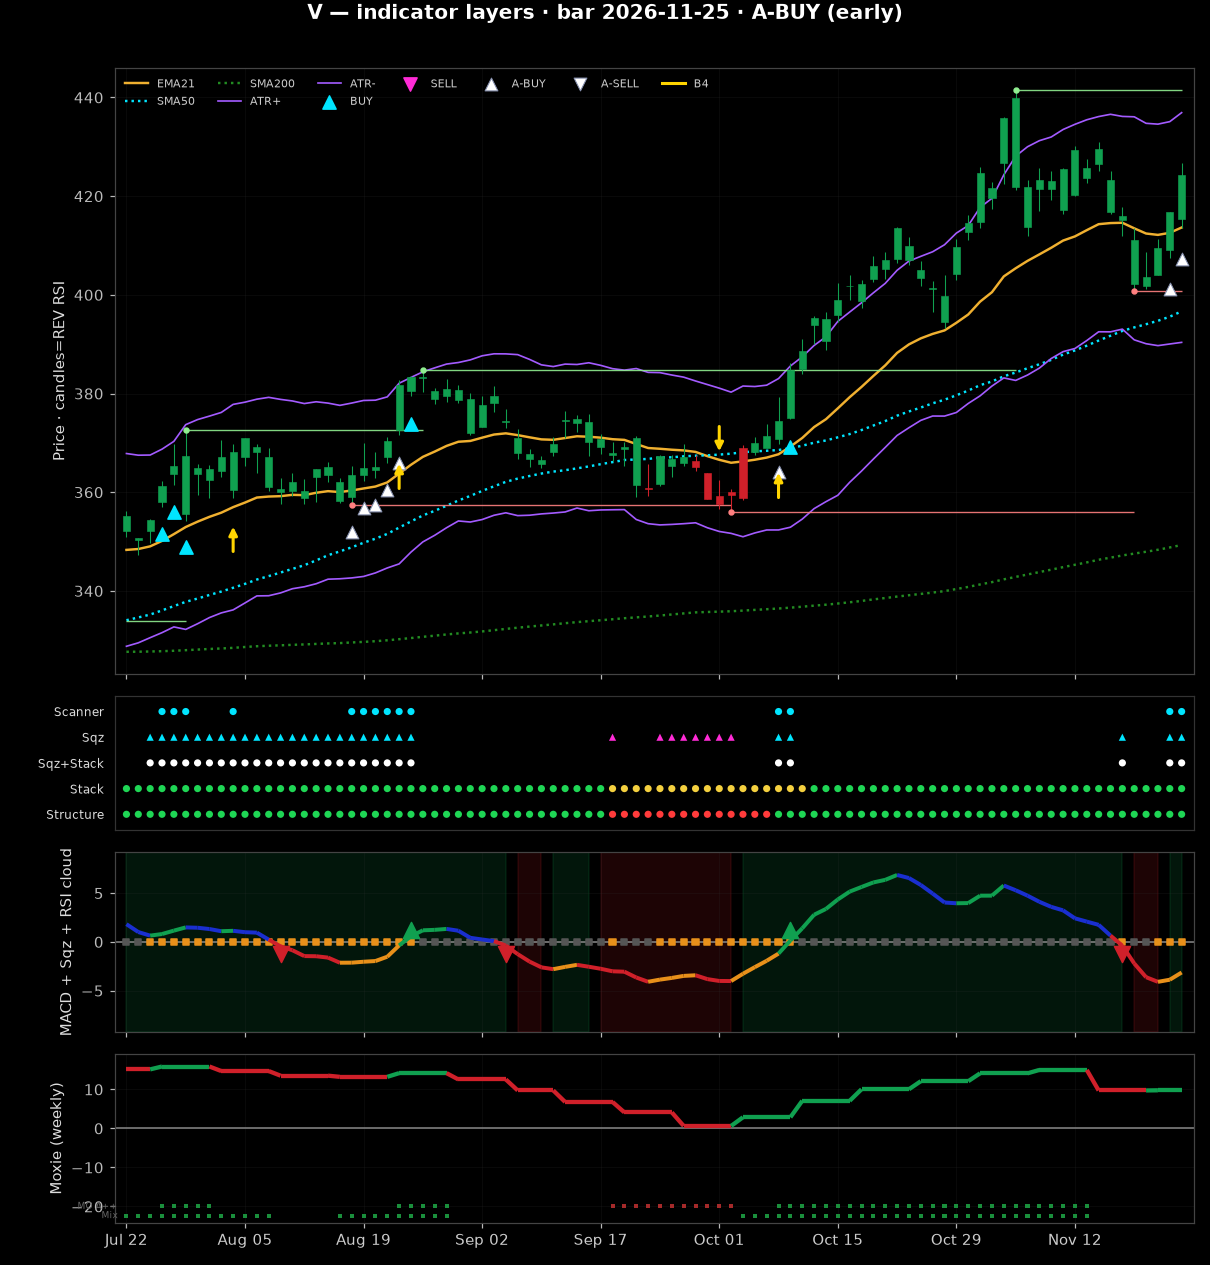 V — indicator layers · bar 2026-11-25 · A-BUY (early)
EMA21 SMA200 ATR- SELL A-BUY A-SELL B4
SMA50 ATR+ BUY
Price · candles=REV RSI
440
420
400
380
360
340
Scanner
Sqz
Sqz+Stack
Stack
Structure
MACD + Sqz + RSI cloud
5
0
−5
Moxie (weekly)
10
0
−10
−20
Jul 22 Aug 05 Aug 19 Sep 02 Sep 17 Oct 01 Oct 15 Oct 29 Nov 12